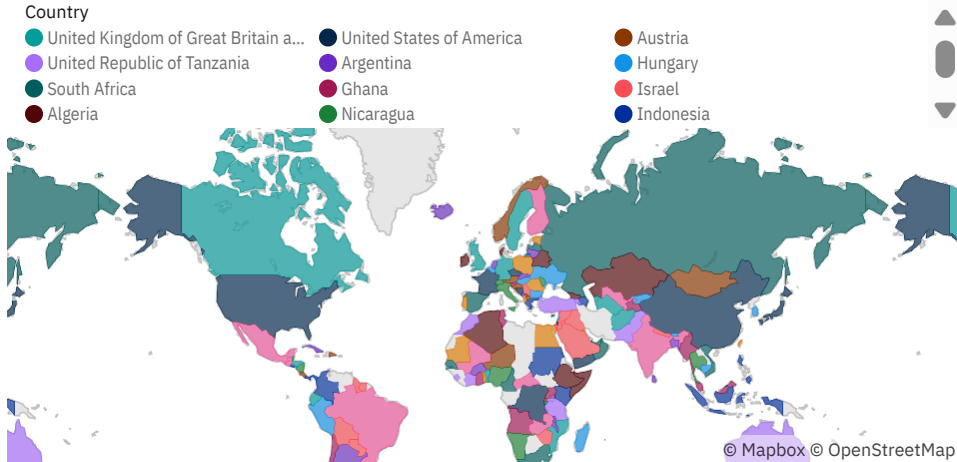 Country
United Kingdom of Great Britain a...
United States of America
Austria
United Republic of Tanzania
Argentina
Hungary
South Africa
Ghana
Israel
Algeria
Nicaragua
Indonesia
© Mapbox © OpenStreetMap